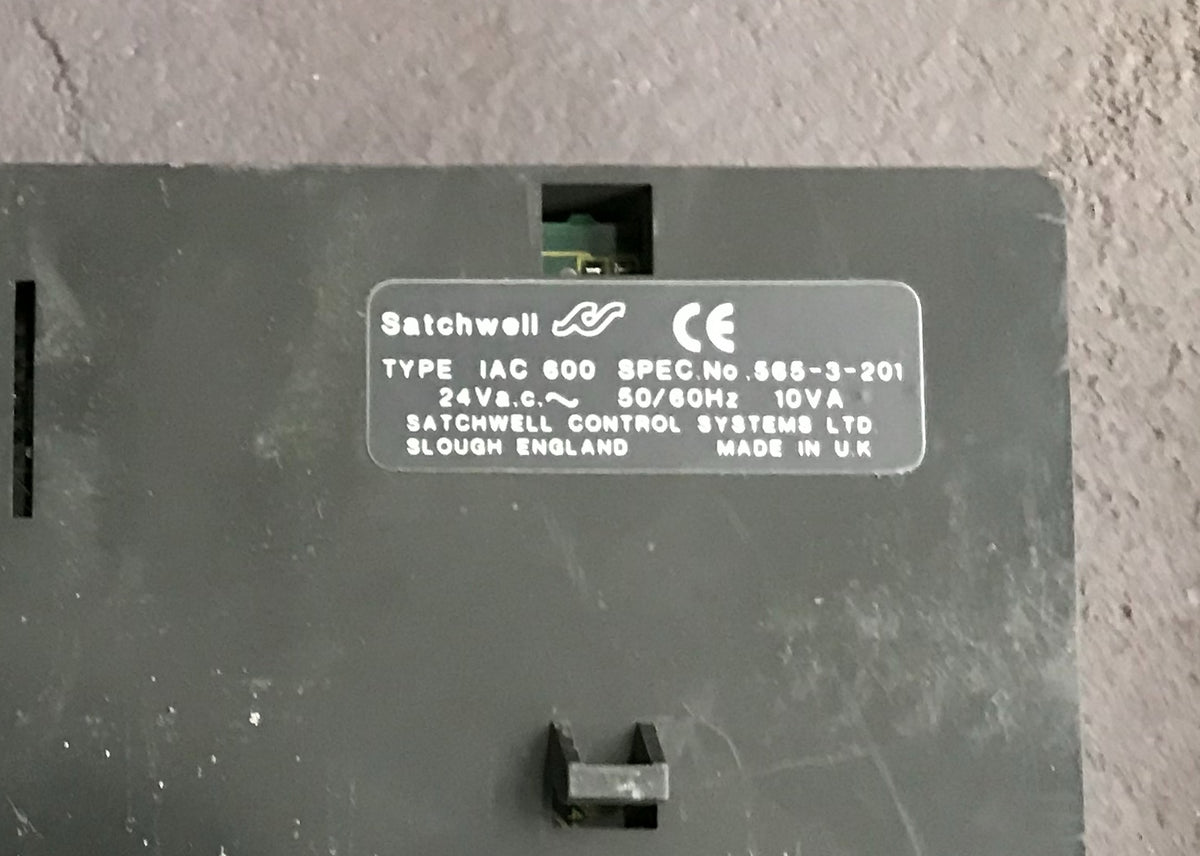 Satchwell CE
TYPE IAC 600 SPEC.No.565-3-201
24Va.c.~ 50/60Hz 10VA
SATCHWELL CONTROL SYSTEMS LTD
SLOUGH ENGLAND MADE IN U.K